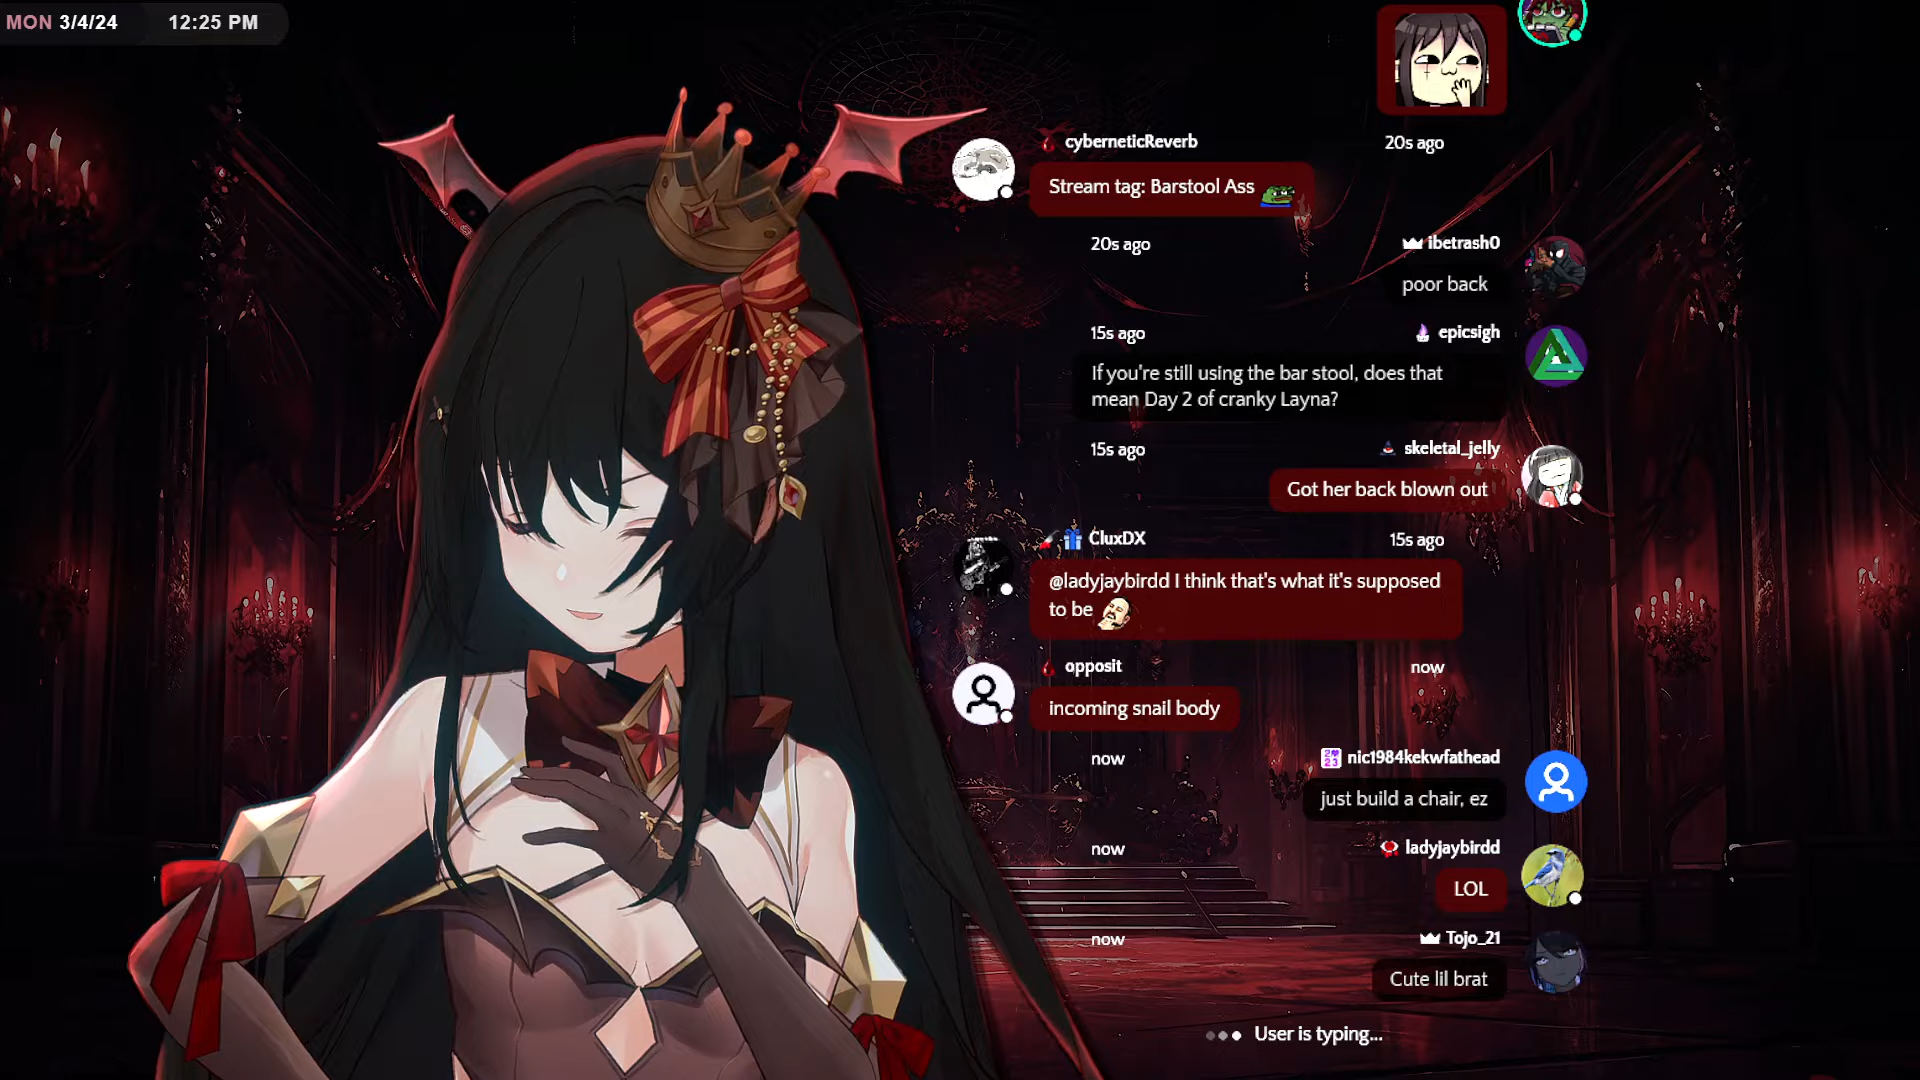 MON 3/4/24 12:25 PM
cyberneticReverb 20s ago
Stream tag: Barstool Ass
20s ago ibetrash0
poor back
15s ago epicsigh
If you're still using the bar stool, does that
mean Day 2 of cranky Layna?
15s ago skeletal_jelly
Got her back blown out
CluxDX 15s ago
@ladyjaybirdd I think that's what it's supposed
to be
opposit now
incoming snail body
now nic1984kekwfathead
just build a chair, ez
now ladyjaybirdd
LOL
now Tojo_21
Cute lil brat
User is typing...